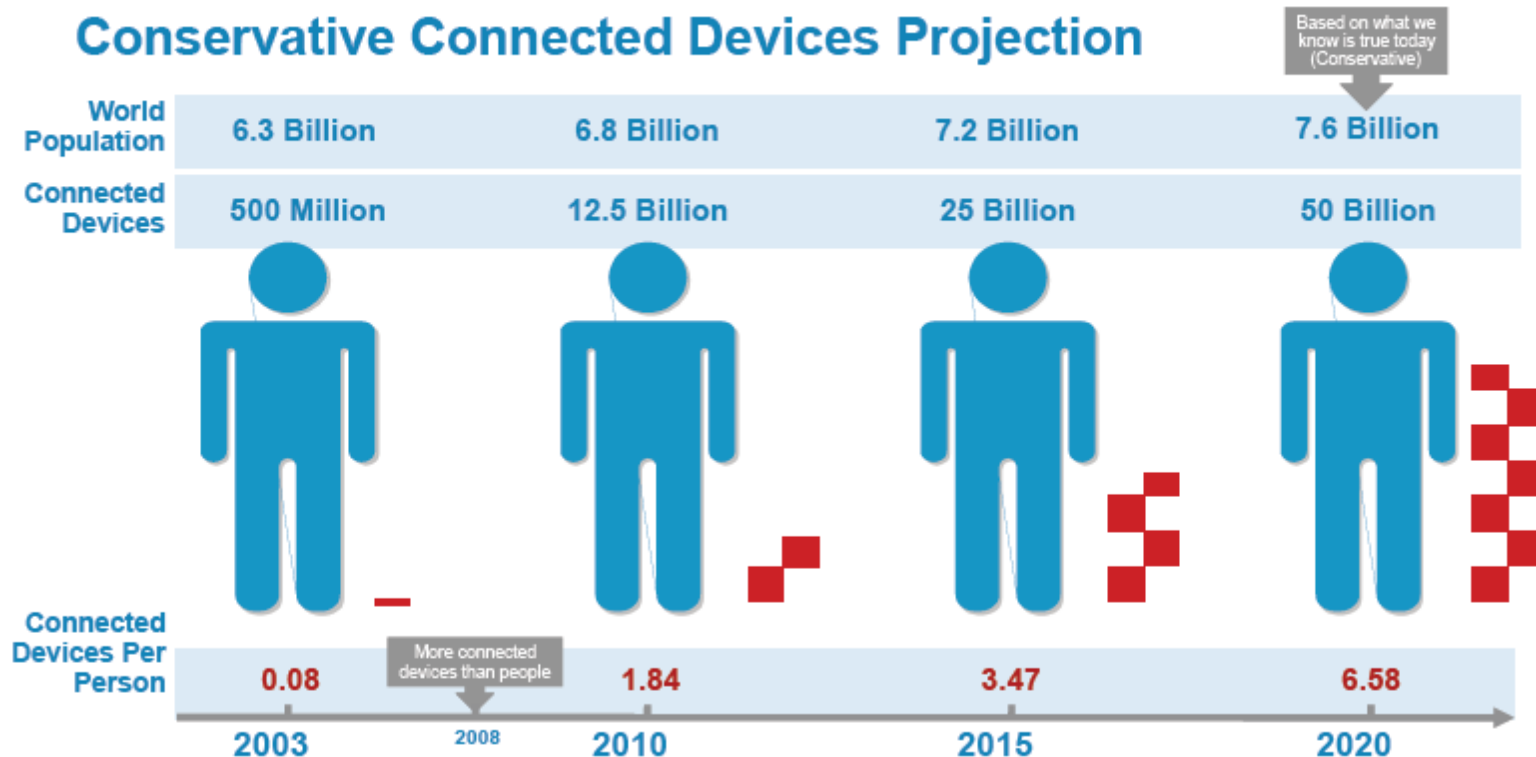 Conservative Connected Devices Projection
Based on what we
know is true today
(Conservative)
World
Population
6.3 Billion
6.8 Billion
7.2 Billion
7.6 Billion
Connected
Devices
500 Million
12.5 Billion
25 Billion
50 Billion
Connected
Devices Per
Person
0.08
More connected
devices than people
1.84
3.47
6.58
2003
2008
2010
2015
2020